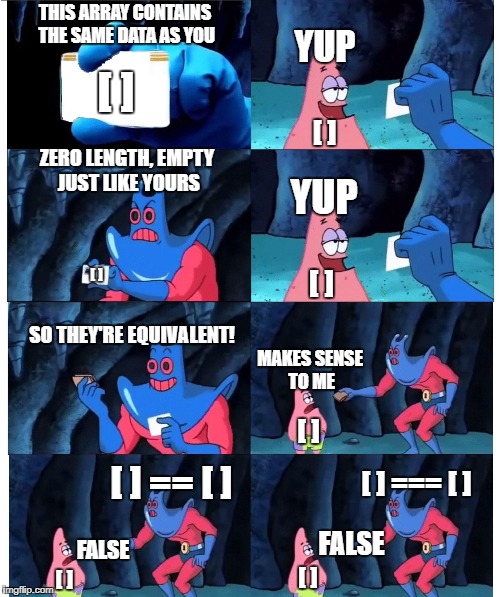 THIS ARRAY CONTAINS
THE SAME DATA AS YOU
[ ]
YUP
[ ]
ZERO LENGTH, EMPTY
JUST LIKE YOURS
[ ]
YUP
[ ]
SO THEY'RE EQUIVALENT!
MAKES SENSE
TO ME
[ ]
[ ] == [ ]
FALSE
[ ]
[ ] === [ ]
FALSE
[ ]
imgflip.com